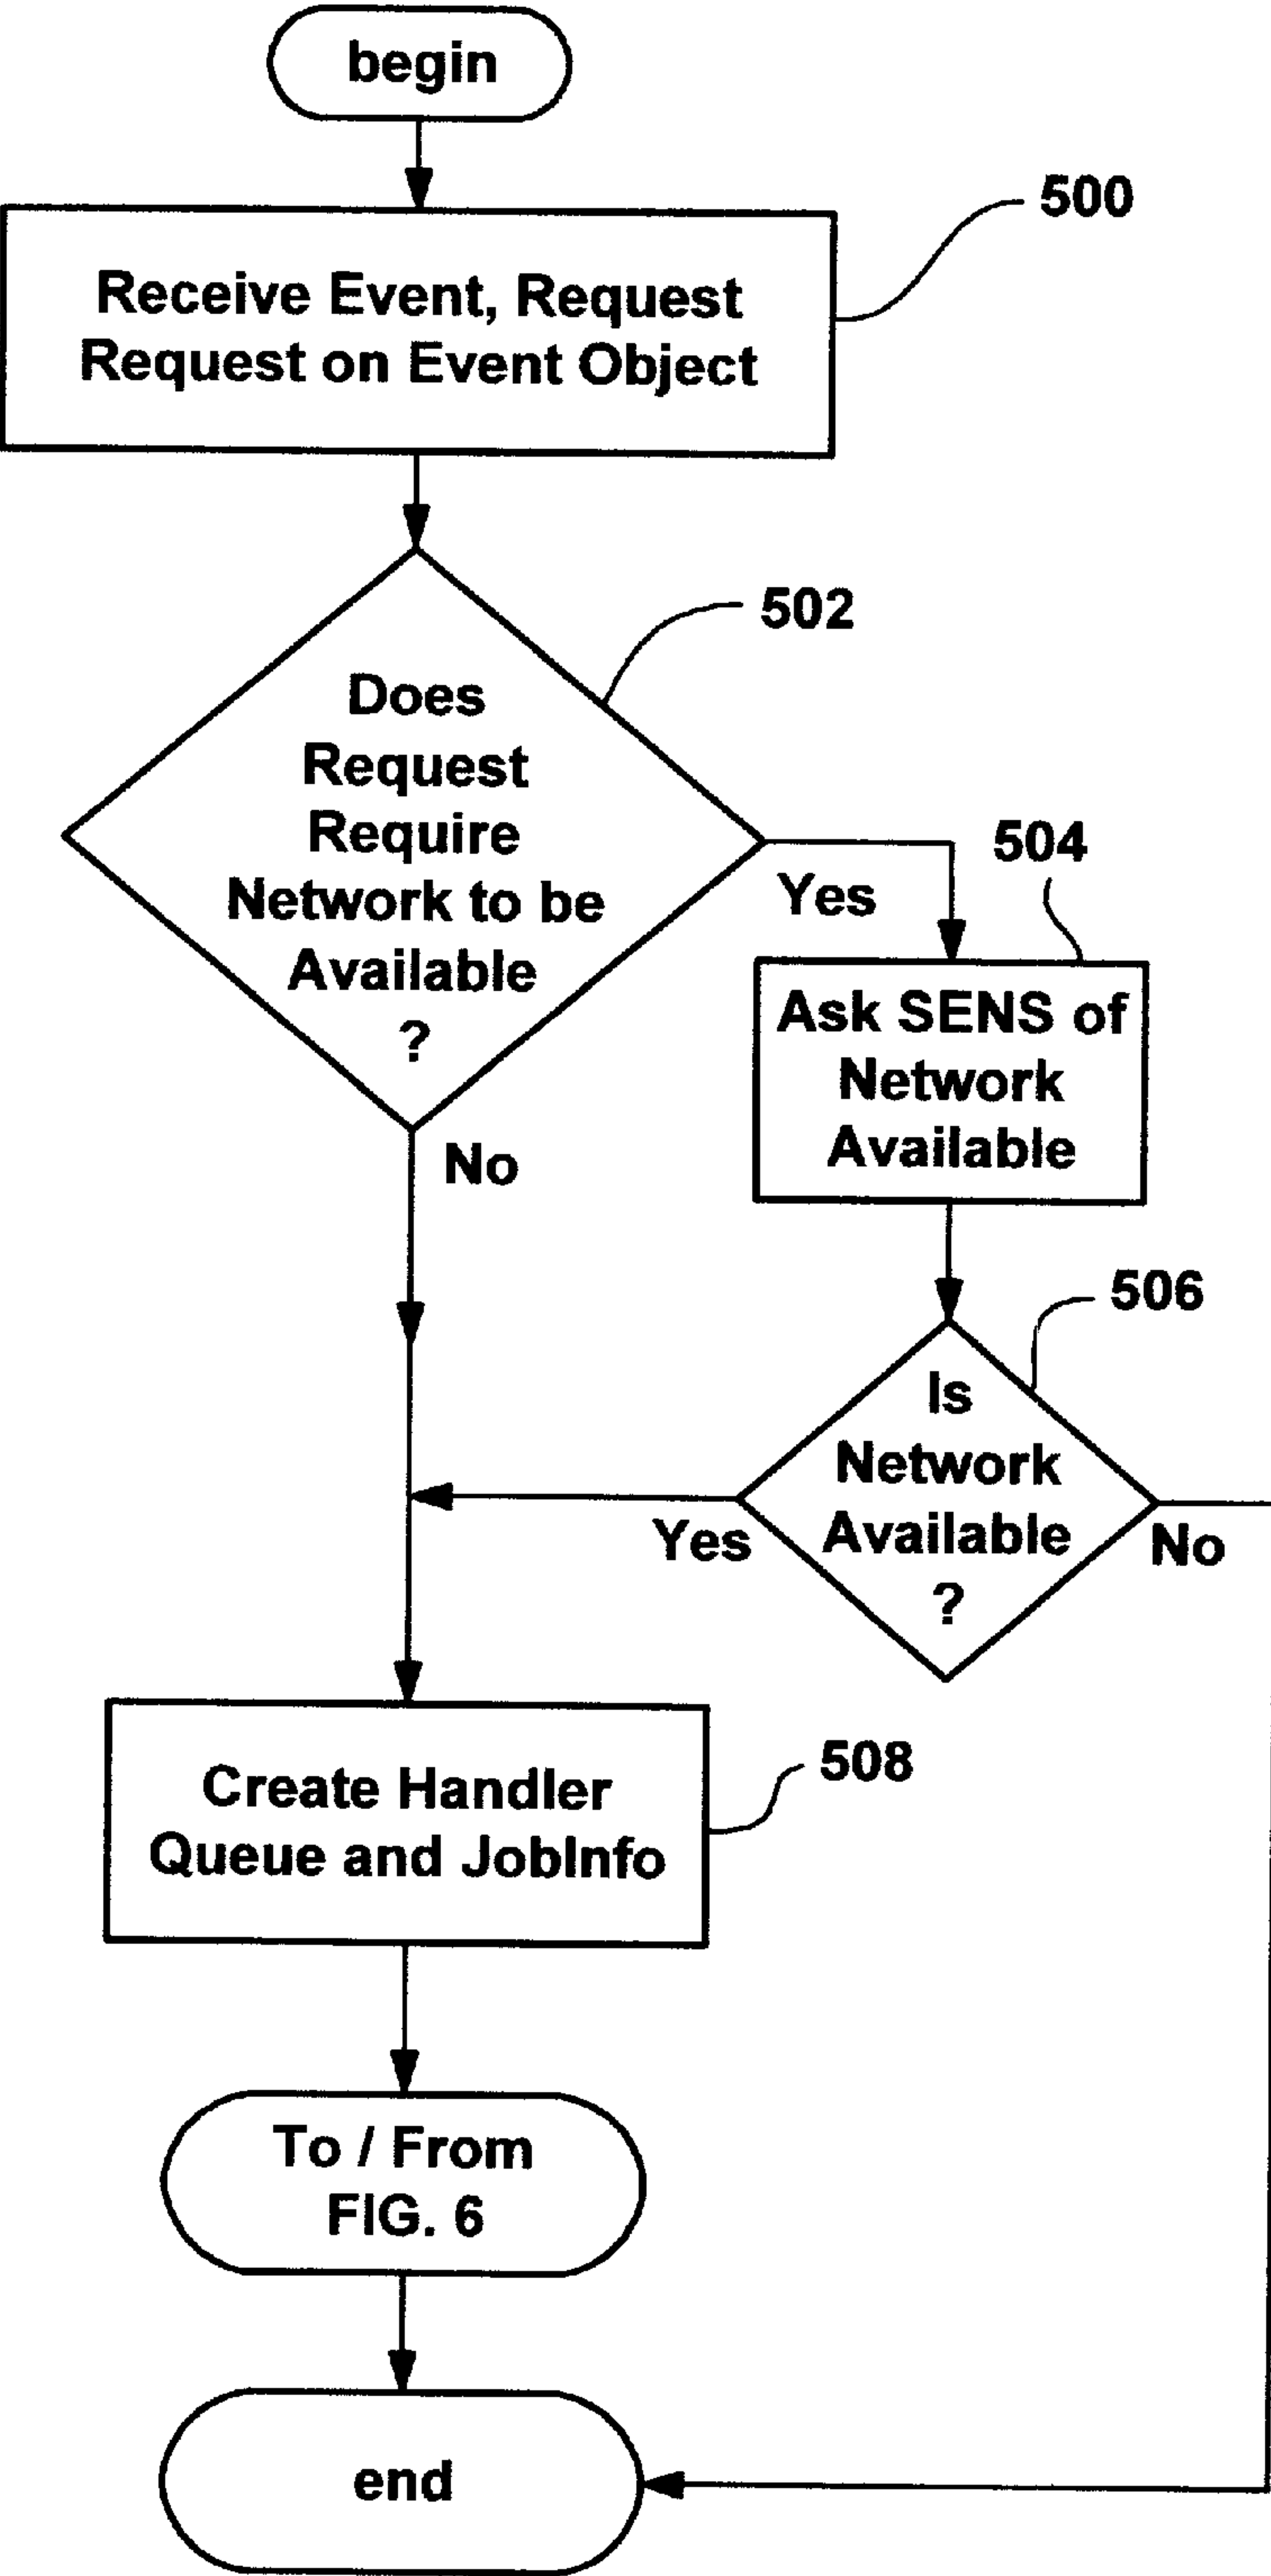 begin
500
Receive Event, Request
Request on Event Object
502
Does
Request
Require
Network to be
Available
?
Yes
No
504
Ask SENS of
Network
Available
506
Is
Network
Available
?
Yes
No
508
Create Handler
Queue and JobInfo
To / From
FIG. 6
end